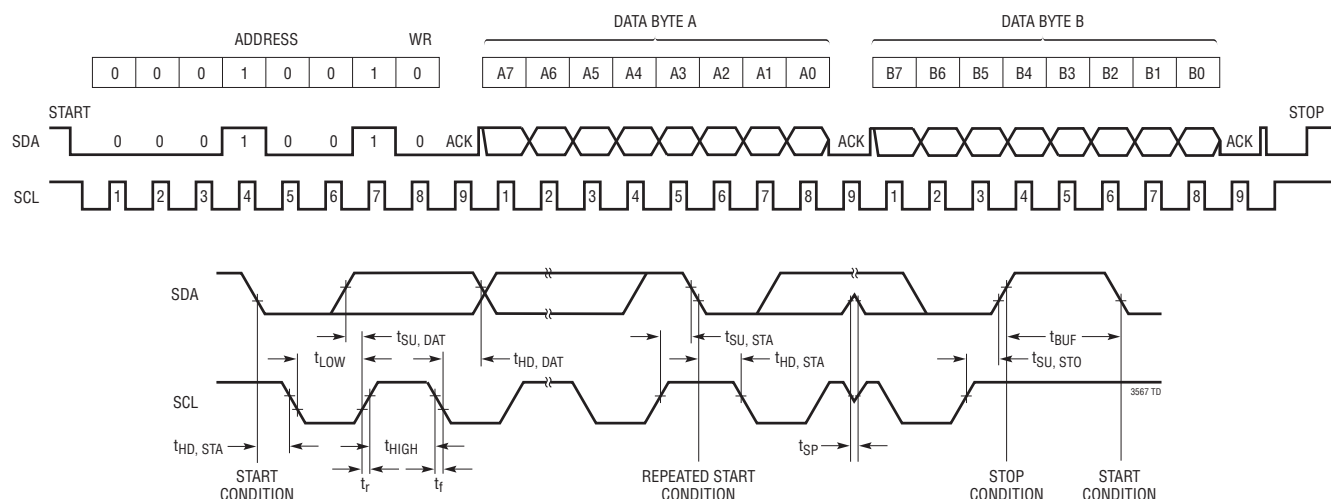 DATA BYTE A DATA BYTE B
ADDRESS WR
0 0 0 1 0 0 1 0 A7 A6 A5 A4 A3 A2 A1 A0 B7 B6 B5 B4 B3 B2 B1 B0
START STOP
SDA 0 0 0 1 0 0 1 0 ACK ACK ACK
SCL 1 2 3 4 5 6 7 8 9 1 2 3 4 5 6 7 8 9 1 2 3 4 5 6 7 8 9
SDA
tSU, DAT tSU, STA tBUF
tLOW tHD, DAT tHD, STA tSU, STO
SCL 3567 TD
tHD, STA tHIGH tSP
START CONDITION
tr tf
REPEATED START CONDITION
STOP CONDITION
START CONDITION